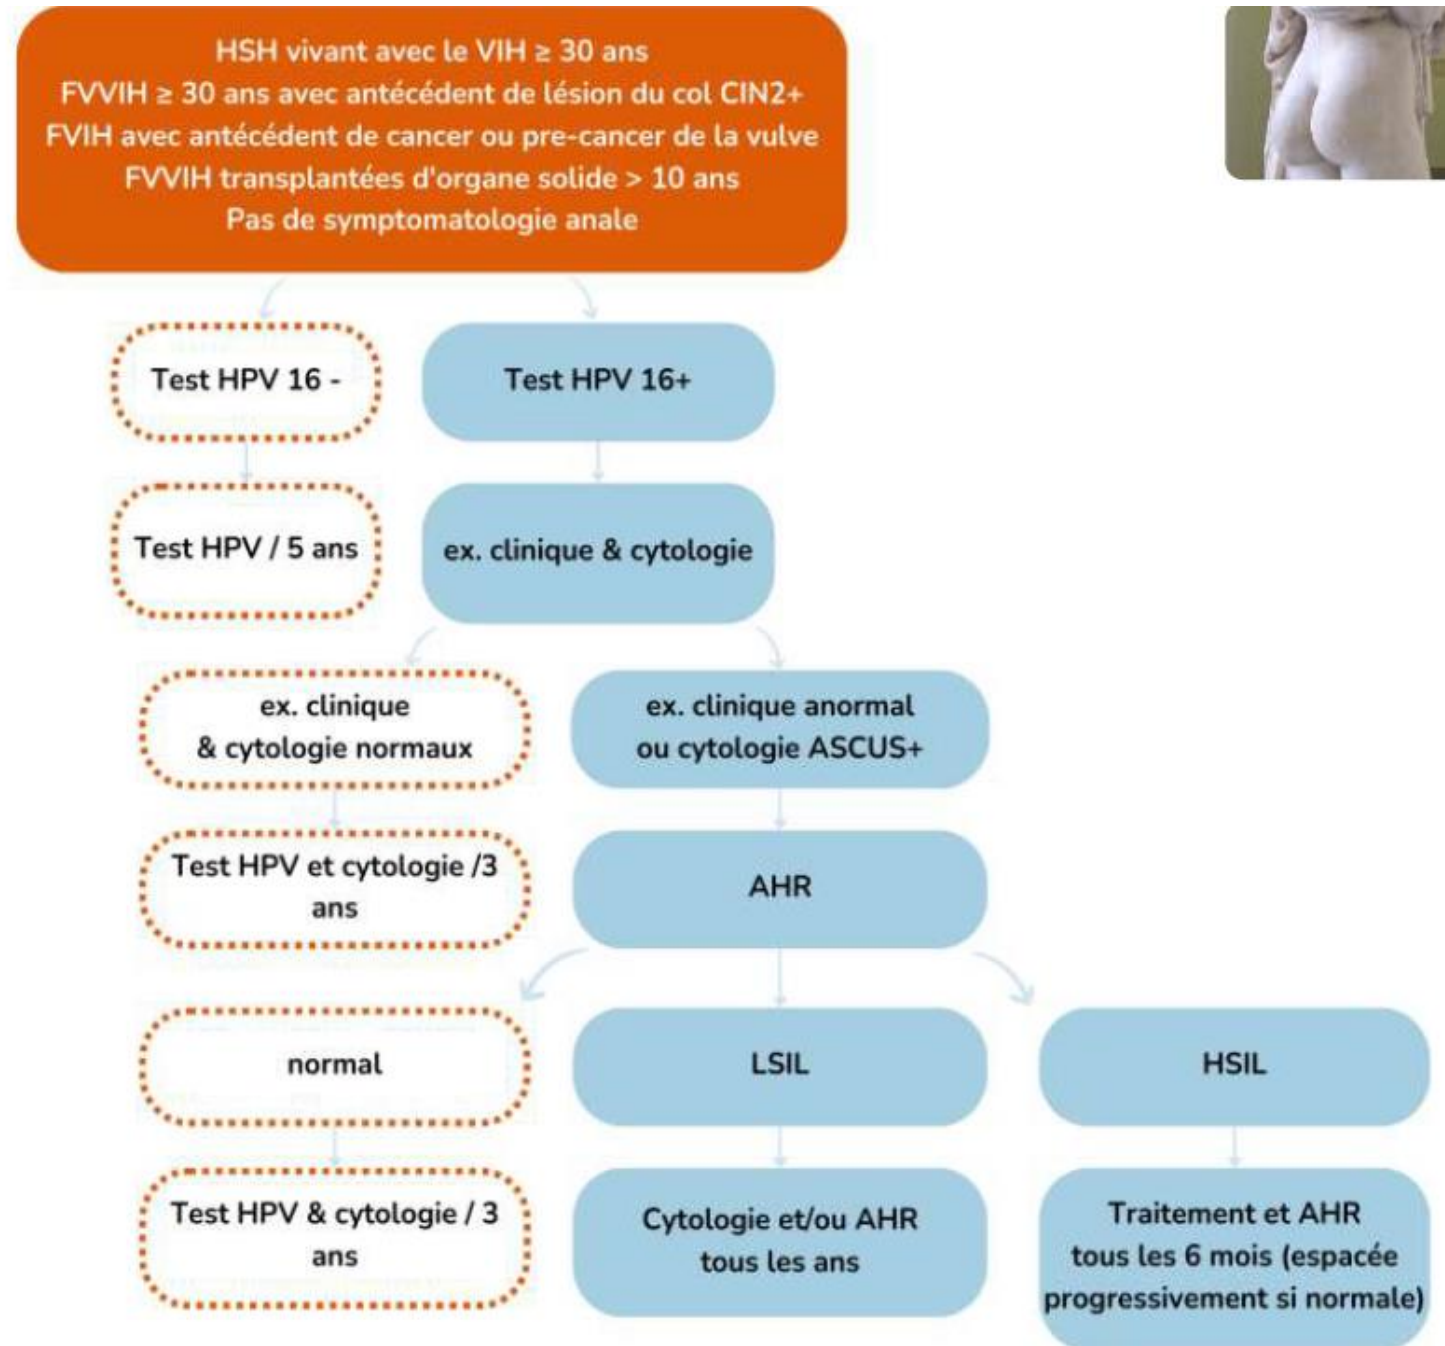 HSH vivant avec le VIH ≥ 30 ans
FVVIH ≥ 30 ans avec antécédent de lésion du col CIN2+
FVIH avec antécédent de cancer ou pre-cancer de la vulve
FVVIH transplantées d'organe solide > 10 ans
Pas de symptomatologie anale
Test HPV 16 -
Test HPV 16+
Test HPV / 5 ans
ex. clinique & cytologie
ex. clinique
& cytologie normaux
ex. clinique anormal
ou cytologie ASCUS+
Test HPV et cytologie /3
ans
AHR
normal
LSIL
HSIL
Test HPV & cytologie / 3
ans
Cytologie et/ou AHR
tous les ans
Traitement et AHR
tous les 6 mois (espacée
progressivement si normale)